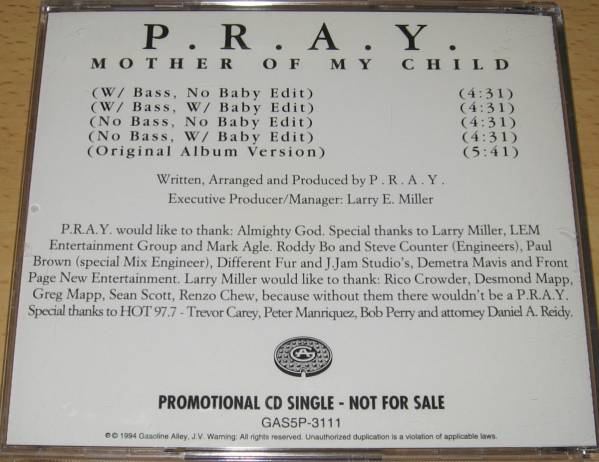 P.R.A.Y.
MOTHER OF MY CHILD
(W/ Bass, No Baby Edit) (4:31)
(W/ Bass, W/ Baby Edit) (4:31)
(No Bass, No Baby Edit) (4:31)
(No Bass, W/ Baby Edit) (4:31)
(Original Album Version) (5:41)
Written, Arranged and Produced by P.R.A.Y.
Executive Producer/Manager: Larry E. Miller
P.R.A.Y. would like to thank: Almighty God. Special thanks to Larry Miller, LEM
Entertainment Group and Mark Agle. Roddy Bo and Steve Counter (Engineers), Paul
Brown (special Mix Engineer), Different Fur and J.Jam Studio's, Demetra Mavis and Front
Page New Entertainment. Larry Miller would like to thank: Rico Crowder, Desmond Mapp,
Greg Mapp, Sean Scott, Renzo Chew, because without them there wouldn't be a P.R.A.Y.
Special thanks to HOT 97.7 - Trevor Carey, Peter Manriquez, Bob Perry and attorney Daniel A. Reidy.
GA
PROMOTIONAL CD SINGLE - NOT FOR SALE
GAS5P-3111
℗ © 1994 Gasoline Alley, J.V. Warning: All rights reserved. Unauthorized duplication is a violation of applicable laws.